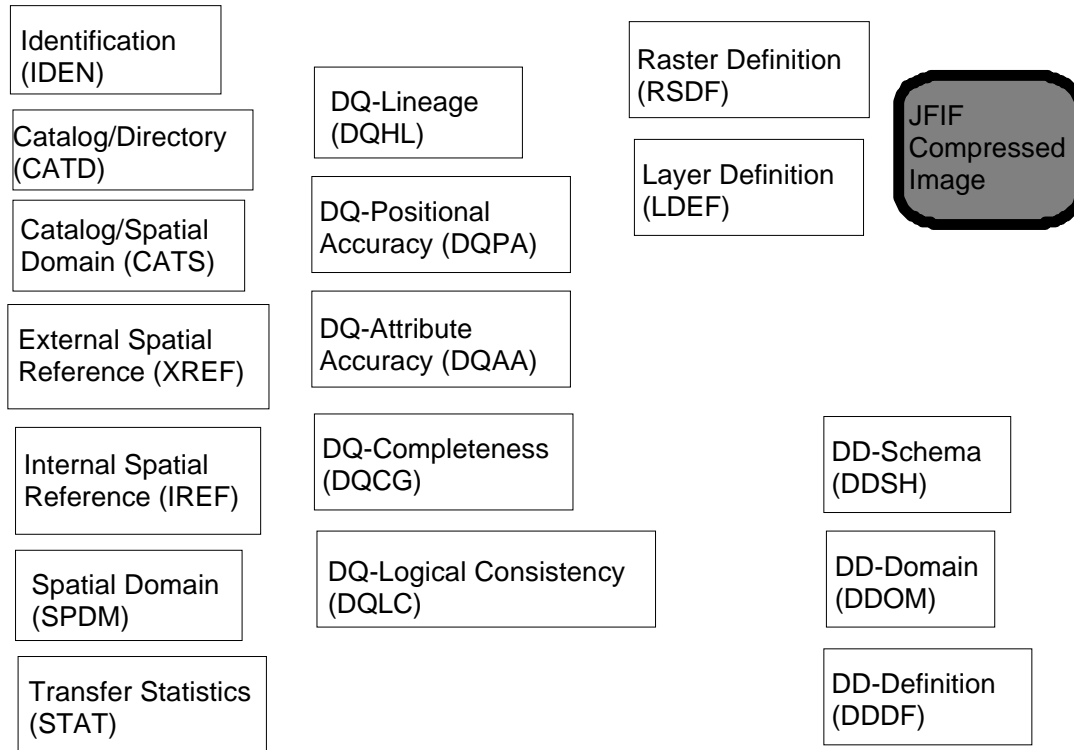 Identification
(IDEN)
Catalog/Directory
(CATD)
Catalog/Spatial
Domain (CATS)
External Spatial
Reference (XREF)
Internal Spatial
Reference (IREF)
Spatial Domain
(SPDM)
Transfer Statistics
(STAT)
DQ-Lineage
(DQHL)
DQ-Positional
Accuracy (DQPA)
DQ-Attribute
Accuracy (DQAA)
DQ-Completeness
(DQCG)
DQ-Logical Consistency
(DQLC)
Raster Definition
(RSDF)
Layer Definition
(LDEF)
JFIF
Compressed
Image
DD-Schema
(DDSH)
DD-Domain
(DDOM)
DD-Definition
(DDDF)